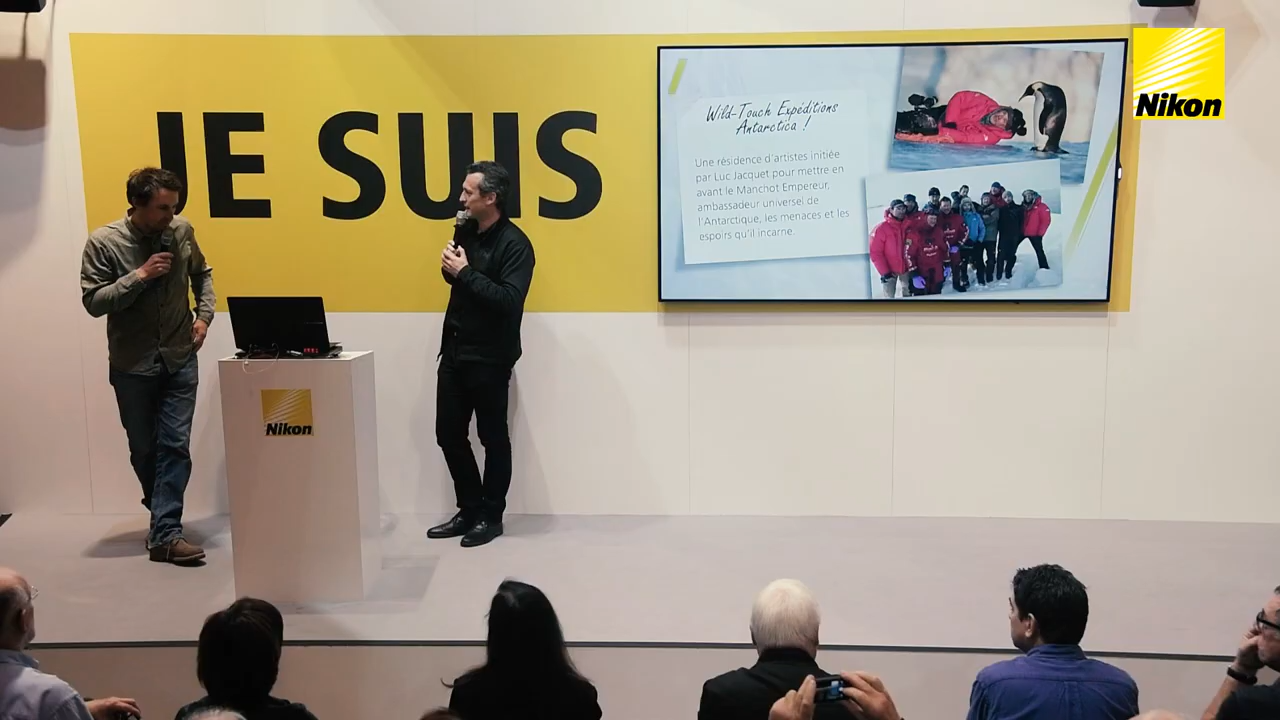 JE SUIS
Wild-Touch Expéditions
Antarctica !
Une résidence d'artistes initiée
par Luc Jacquet pour mettre en
avant le Manchot Empereur,
ambassadeur universel de
l'Antarctique, les menaces et les
espoirs qu'il incarne.
Nikon
Nikon